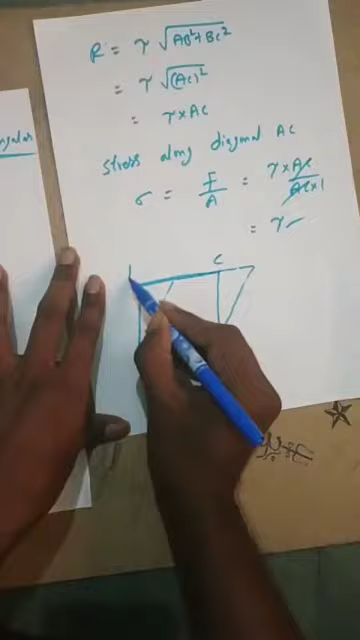 R = τ √AB²+BC²
= τ √(AC)²
= τ×AC
stress along diagonal AC
σ = F/A = τ×AC/AC×1
= τ
C